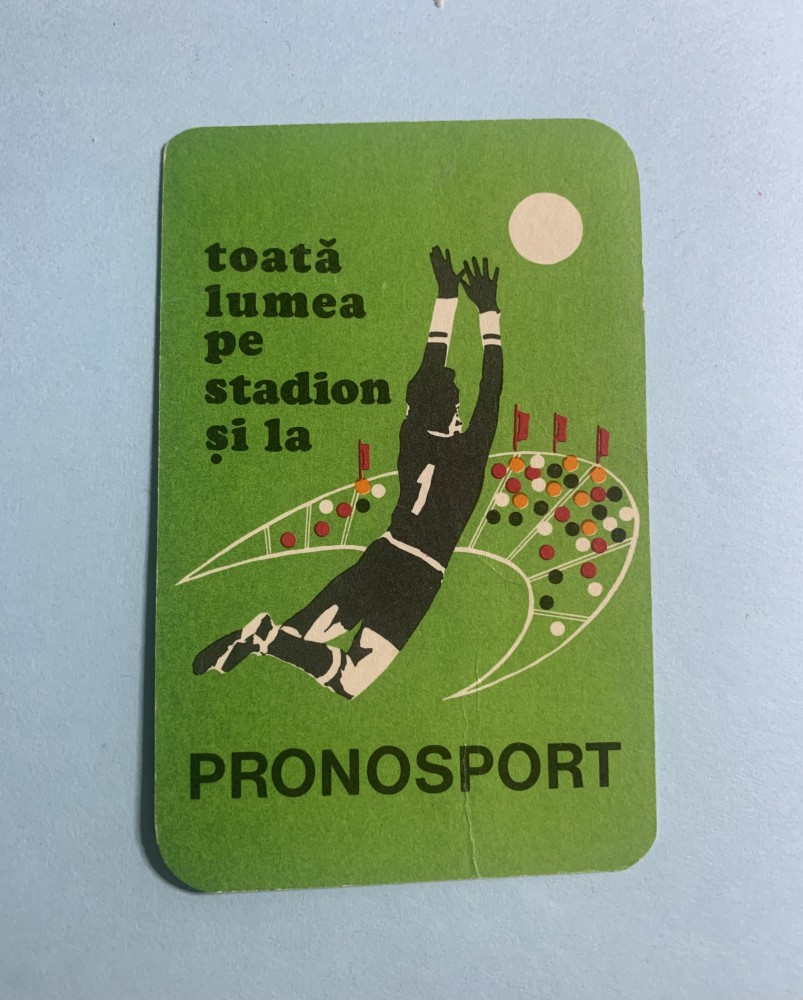 toată
lumea
pe
stadion
și la
1
PRONOSPORT